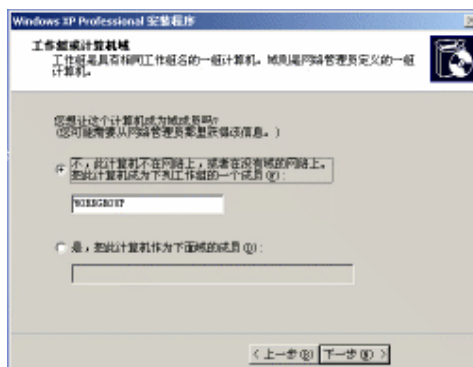 Windows XP Professional 安装程序
工作组或计算机域
工作组是具有相同工作组名的一组计算机。域则是网络管理员定义的一组
计算机。
您想让这个计算机成为域成员吗?
(您可能需要从网络管理员那里获得该信息。)
不，此计算机不在网络上，或者在没有域的网络上。
把此计算机成为下列工作组的一个成员(W):
WORKGROUP
是，把此计算机作为下面域的成员(D):
<上一步(B) 下一步(N)>